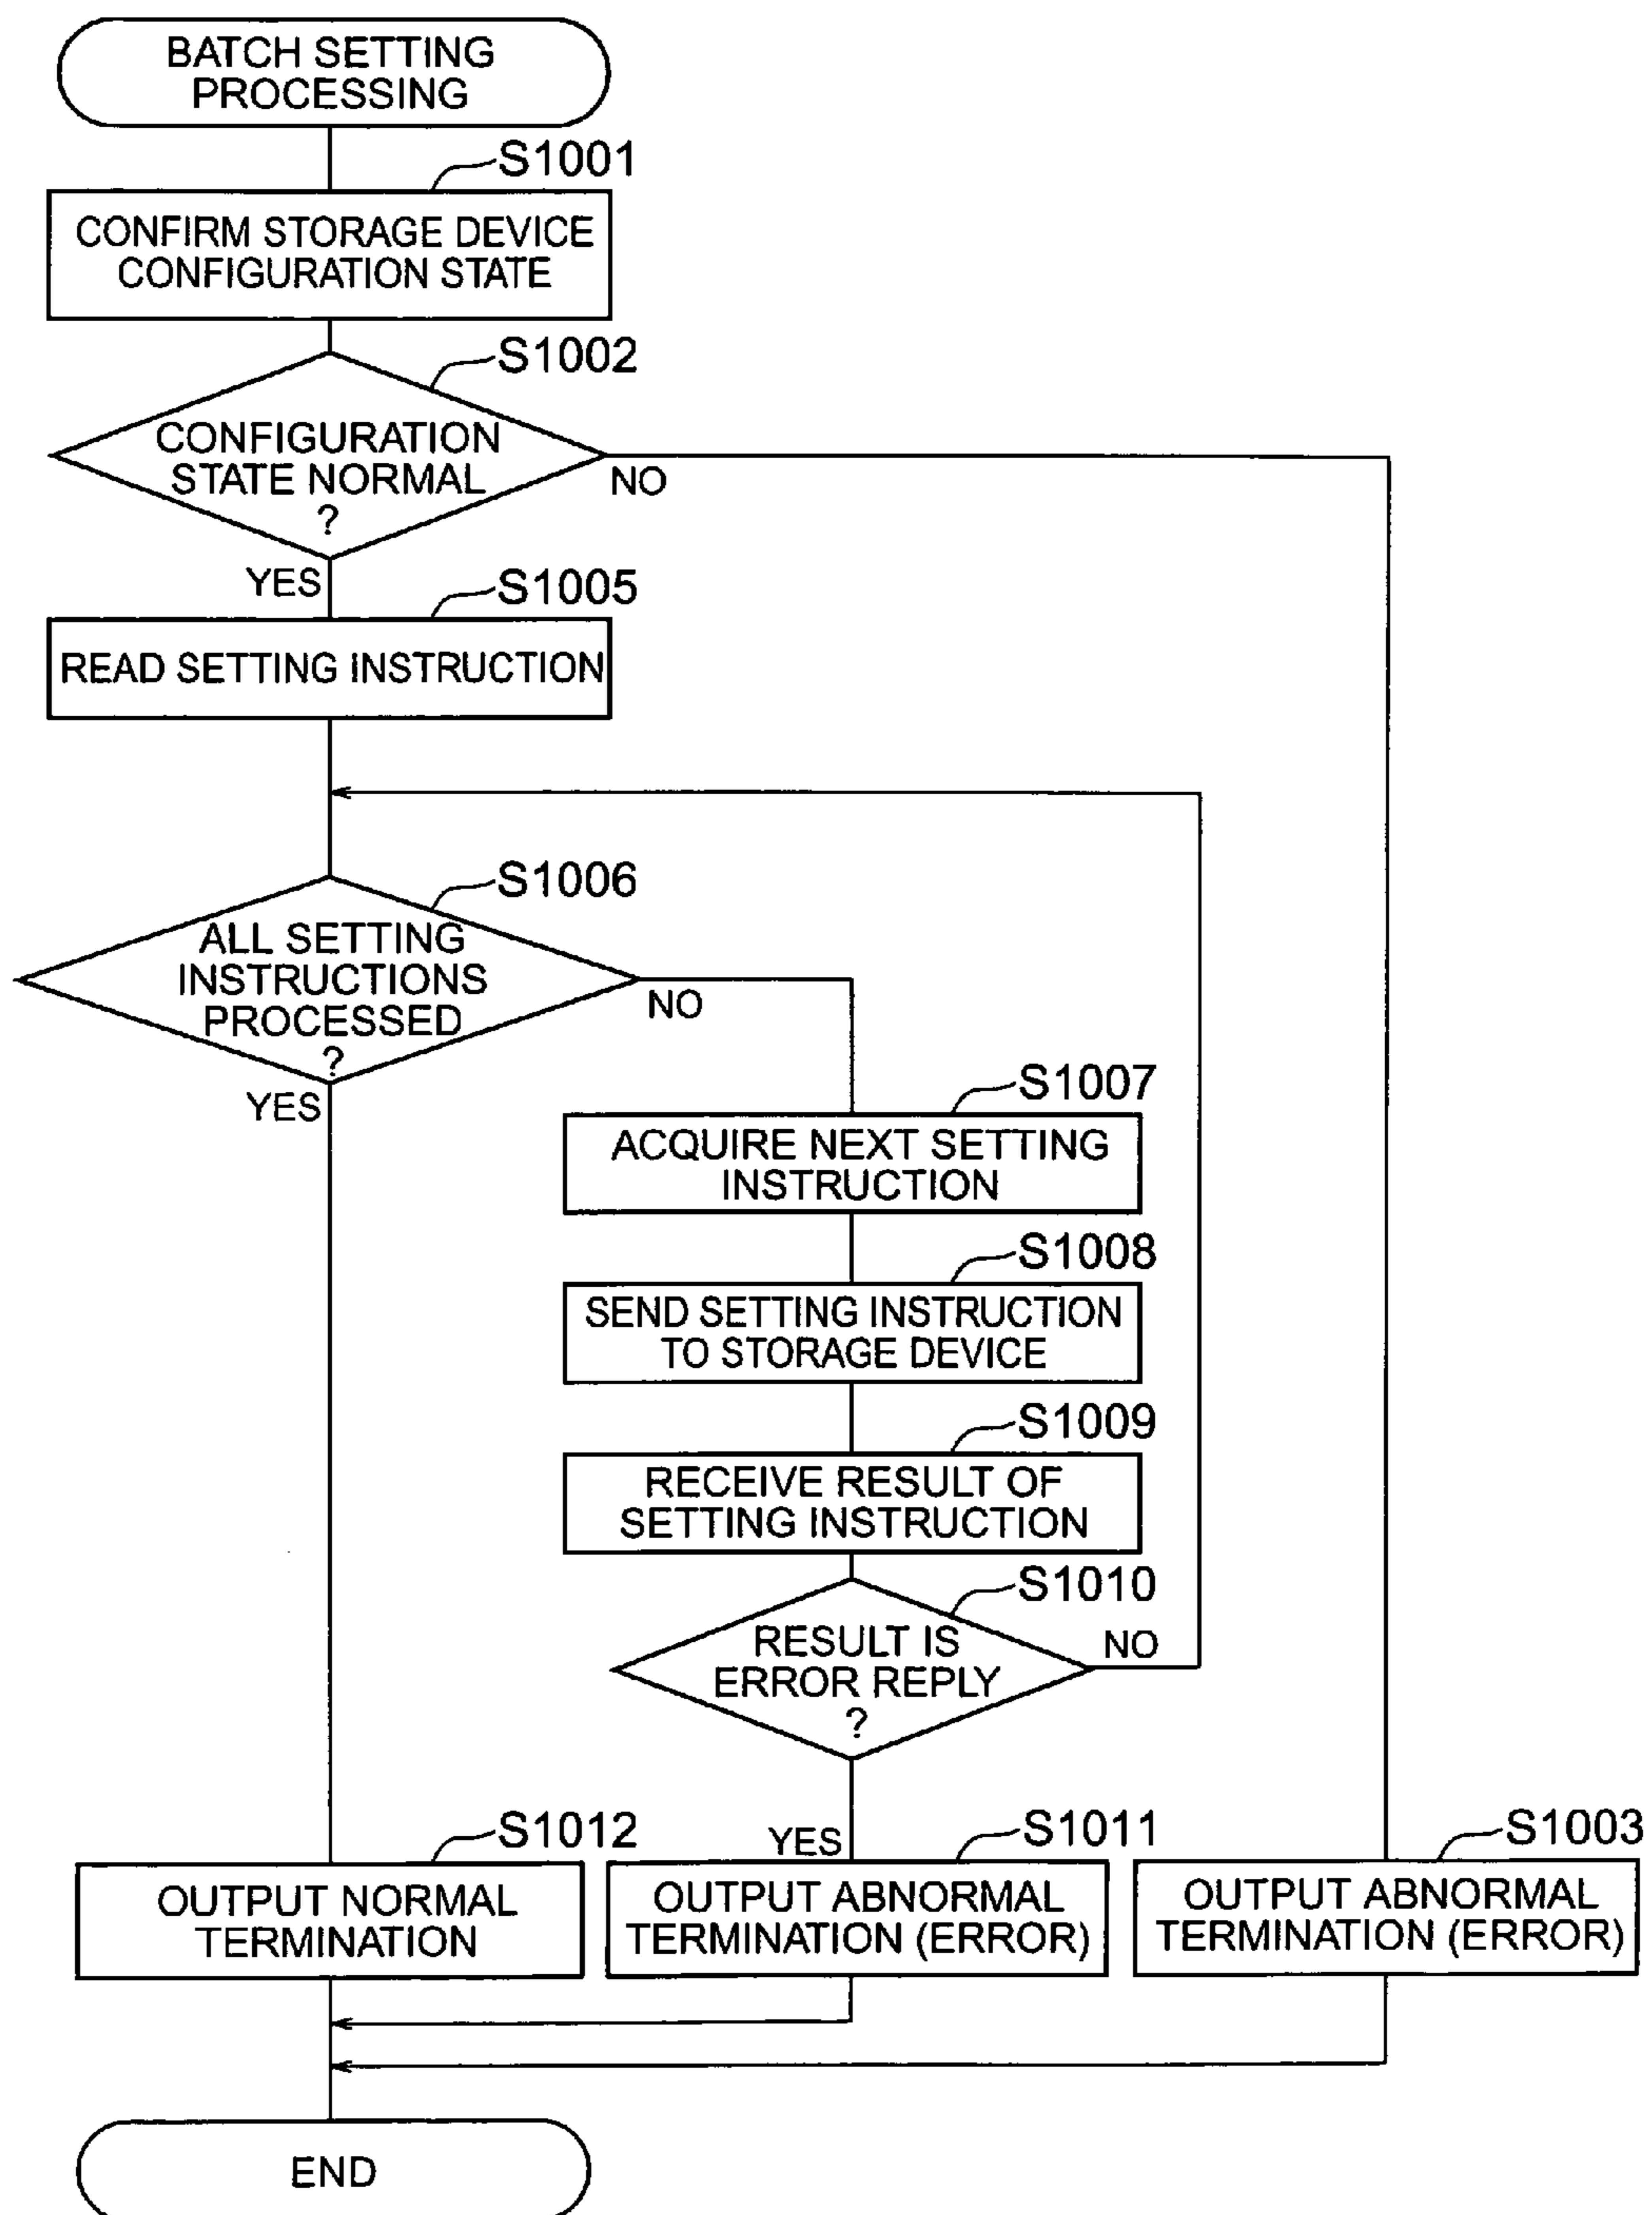 BATCH SETTING
PROCESSING
S1001
CONFIRM STORAGE DEVICE
CONFIGURATION STATE
S1002
CONFIGURATION
STATE NORMAL
?
NO
YES
S1005
READ SETTING INSTRUCTION
S1006
ALL SETTING
INSTRUCTIONS
PROCESSED
?
NO
YES
S1007
ACQUIRE NEXT SETTING
INSTRUCTION
S1008
SEND SETTING INSTRUCTION
TO STORAGE DEVICE
S1009
RECEIVE RESULT OF
SETTING INSTRUCTION
S1010
RESULT IS
ERROR REPLY
?
NO
YES
S1012
OUTPUT NORMAL
TERMINATION
S1011
OUTPUT ABNORMAL
TERMINATION (ERROR)
S1003
OUTPUT ABNORMAL
TERMINATION (ERROR)
END